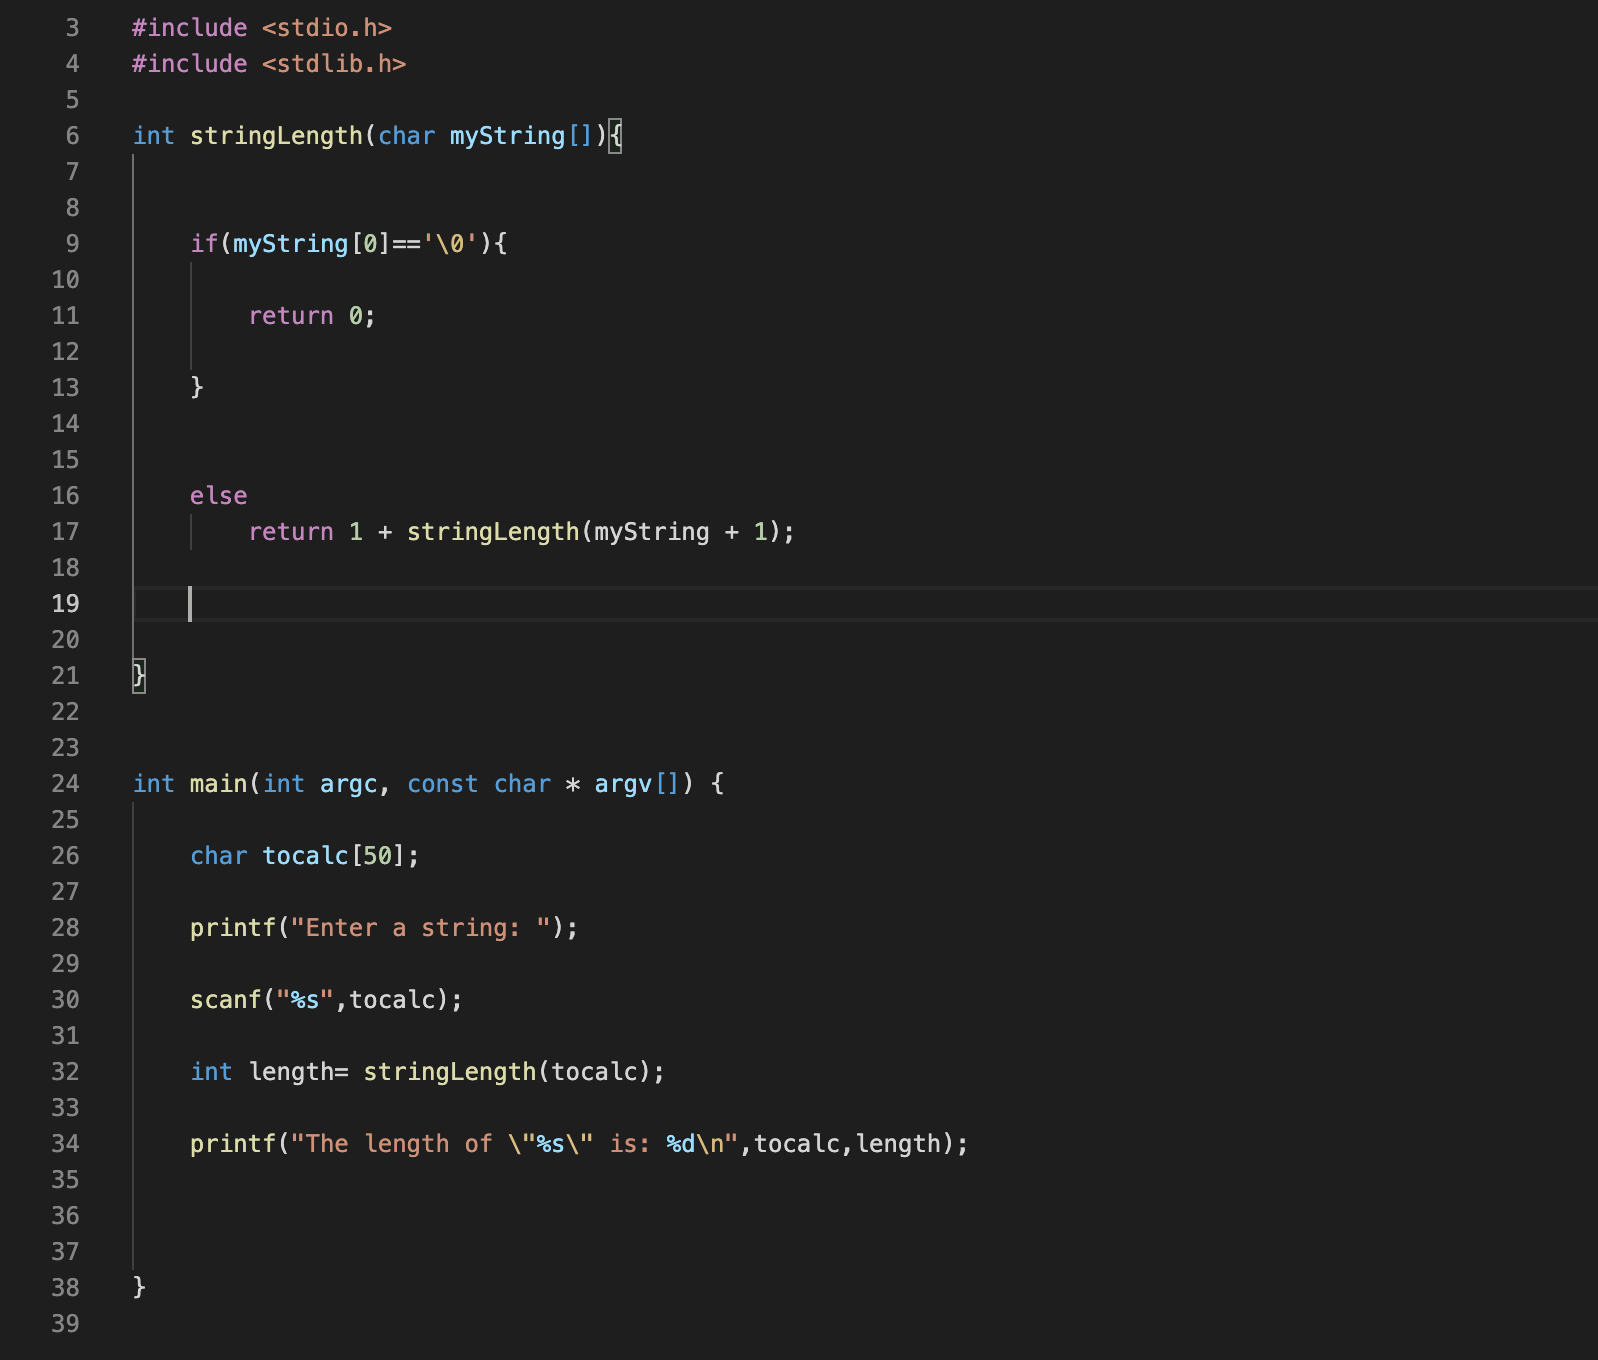 3 #include <stdio.h>
4 #include <stdlib.h>
5
6 int stringLength(char myString[]){
7
8
9 if(myString[0]=='\0'){
10
11 return 0;
12
13 }
14
15
16 else
17 return 1 + stringLength(myString + 1);
18
19
20
21 }
22
23
24 int main(int argc, const char * argv[]) {
25
26 char tocalc[50];
27
28 printf("Enter a string: ");
29
30 scanf("%s",tocalc);
31
32 int length= stringLength(tocalc);
33
34 printf("The length of \"%s\" is: %d\n",tocalc,length);
35
36
37
38 }
39